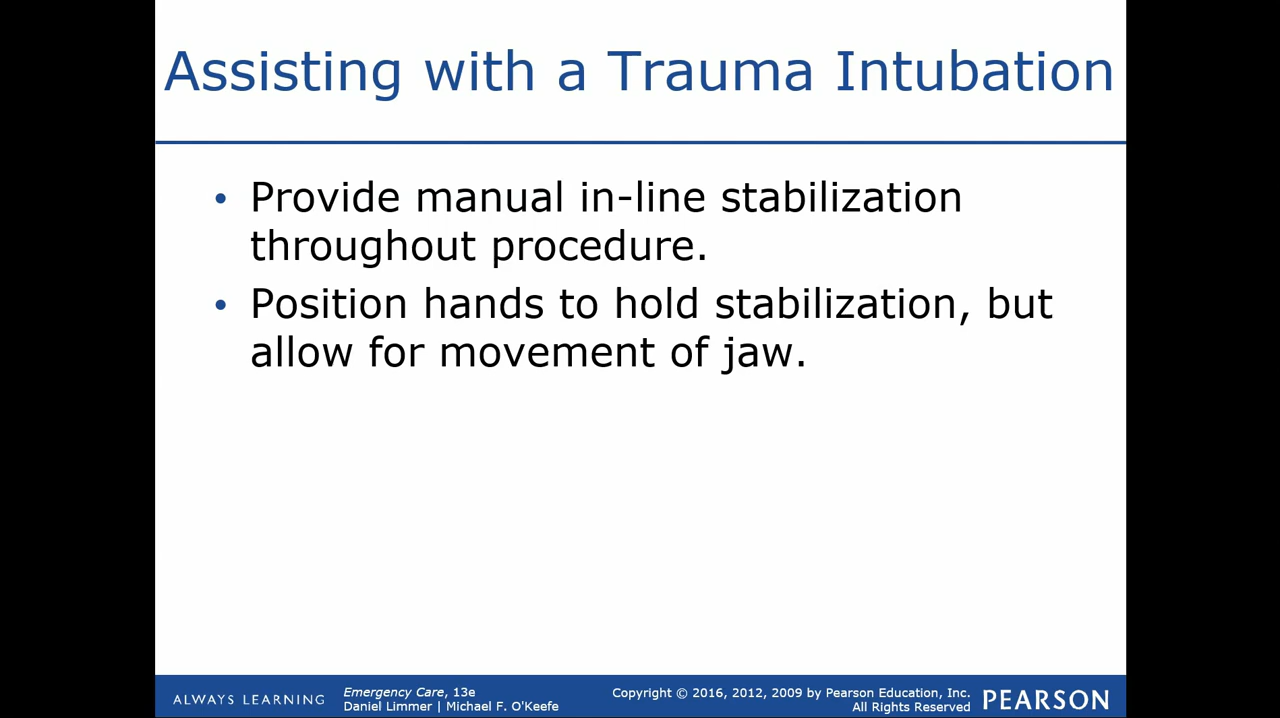 Assisting with a Trauma Intubation
• Provide manual in-line stabilization
throughout procedure.
• Position hands to hold stabilization, but
allow for movement of jaw.
ALWAYS LEARNING
Emergency Care, 13e
Daniel Limmer | Michael F. O'Keefe
Copyright © 2016, 2012, 2009 by Pearson Education, Inc.
All Rights Reserved
PEARSON